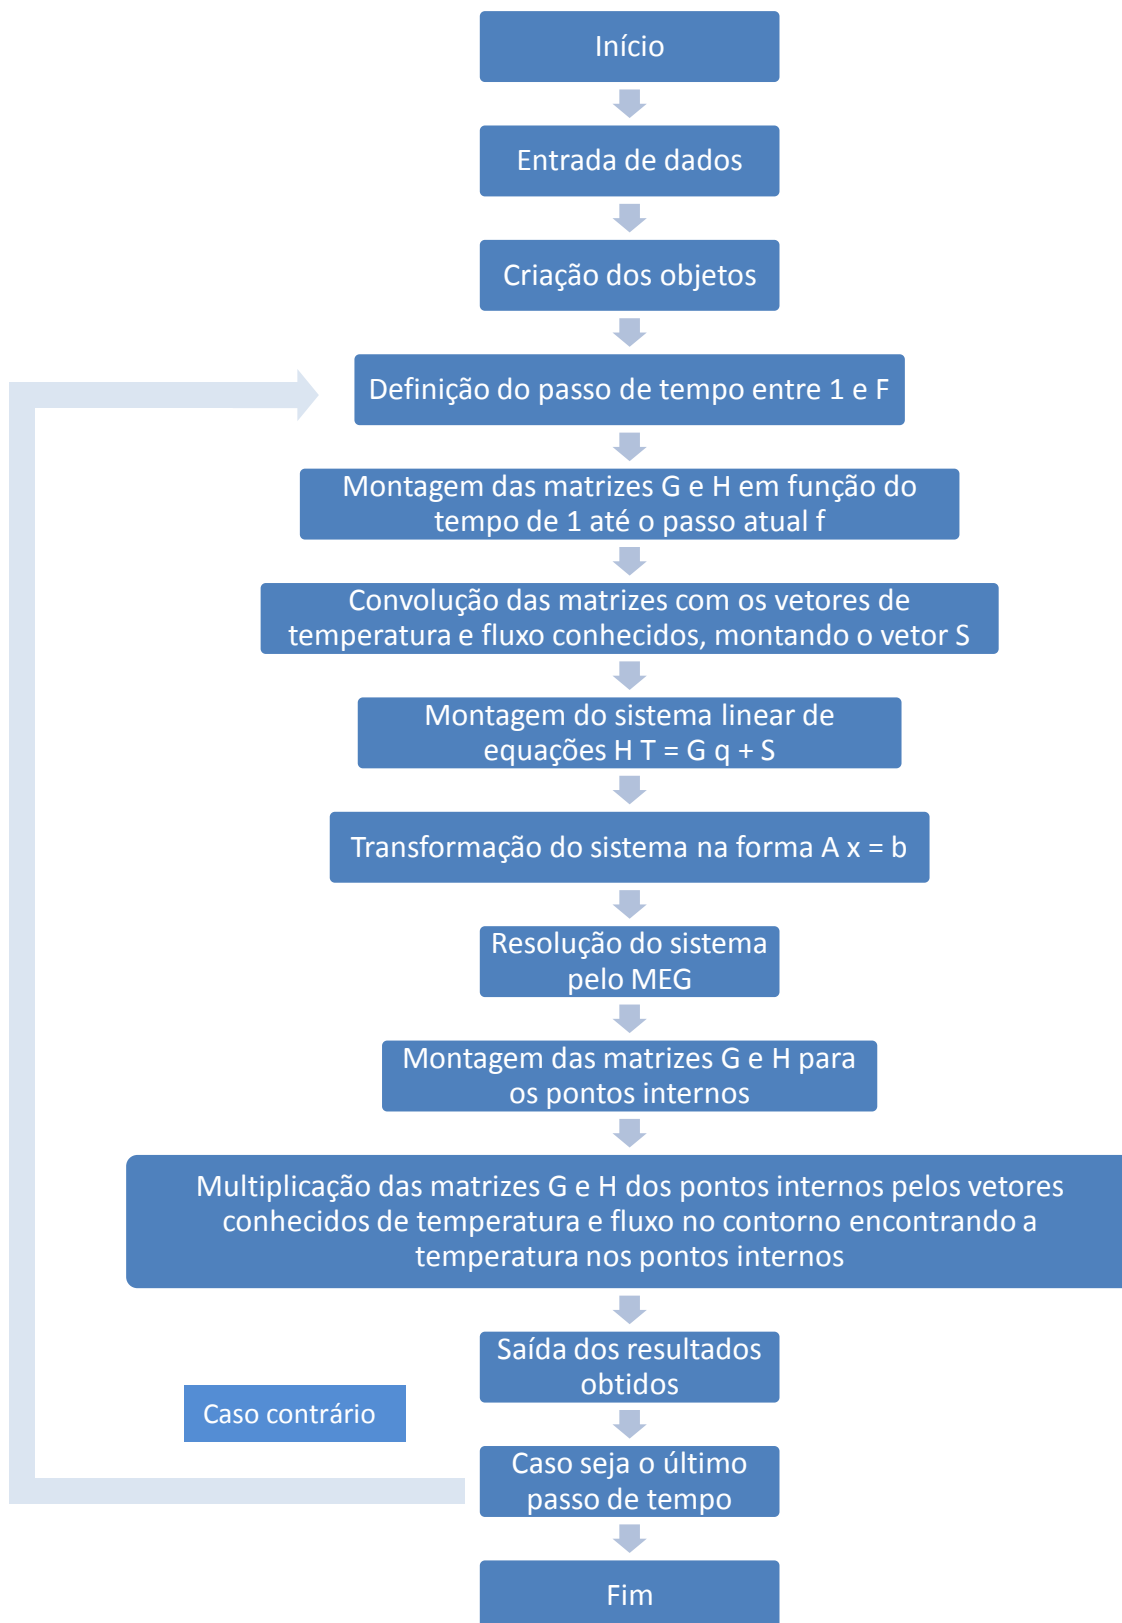 Início
Entrada de dados
Criação dos objetos
Definição do passo de tempo entre 1 e F
Montagem das matrizes G e H em função do
tempo de 1 até o passo atual f
Convolução das matrizes com os vetores de
temperatura e fluxo conhecidos, montando o vetor S
Montagem do sistema linear de
equações H T = G q + S
Transformação do sistema na forma A x = b
Resolução do sistema
pelo MEG
Montagem das matrizes G e H para
os pontos internos
Multiplicação das matrizes G e H dos pontos internos pelos vetores
conhecidos de temperatura e fluxo no contorno encontrando a
temperatura nos pontos internos
Saída dos resultados
obtidos
Caso contrário
Caso seja o último
passo de tempo
Fim